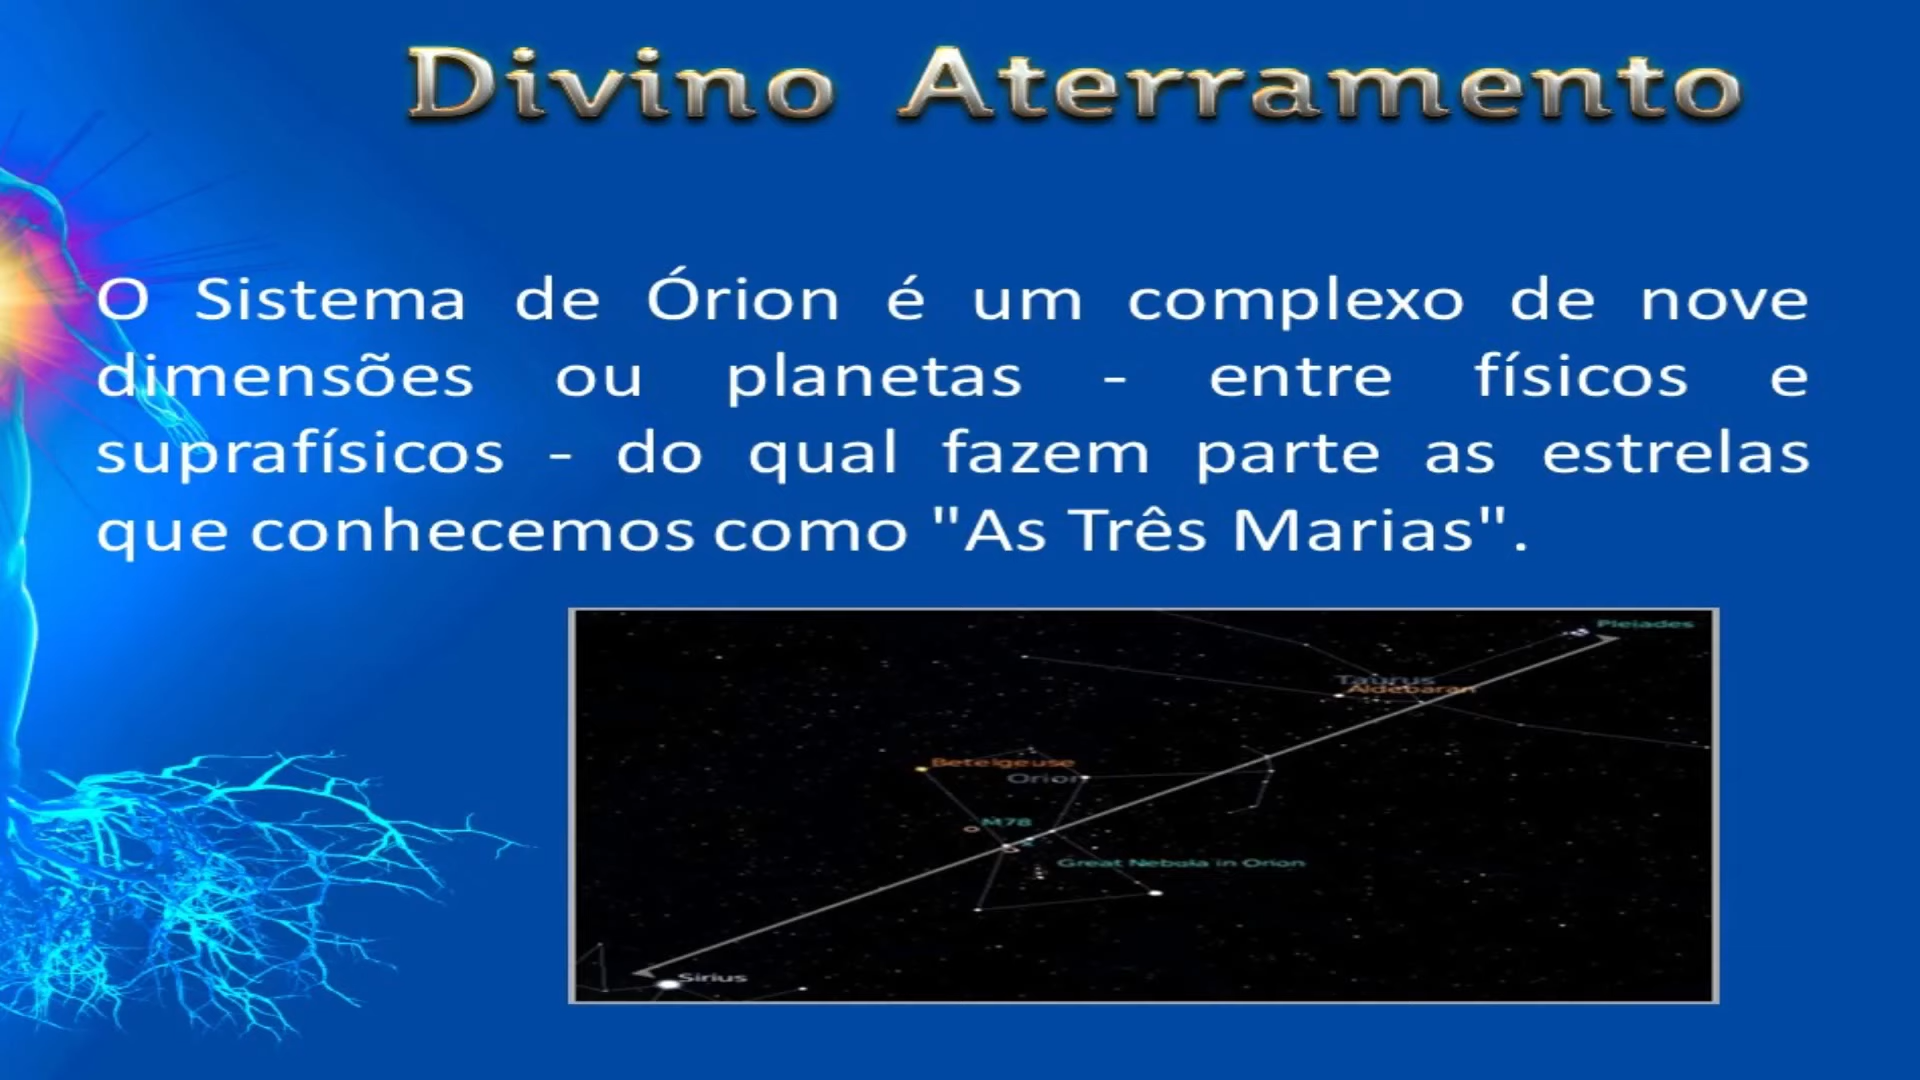 Divino Aterramento
O Sistema de Órion é um complexo de nove
dimensões ou planetas - entre físicos e
suprafísicos - do qual fazem parte as estrelas
que conhecemos como "As Três Marias".
Pleiades
Taurus
Aldebaran
Betelgeuse
Orion
M78
Great Nebula in Orion
Sirius